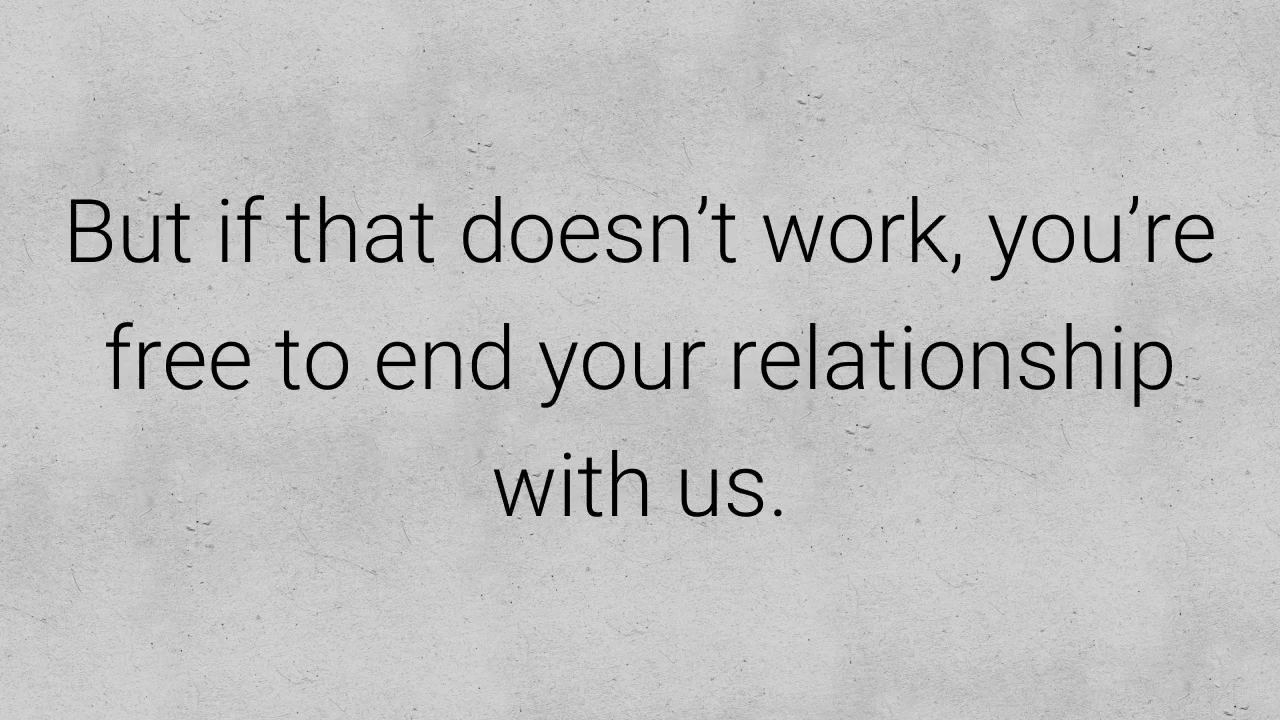 But if that doesn’t work, you’re
free to end your relationship
with us.